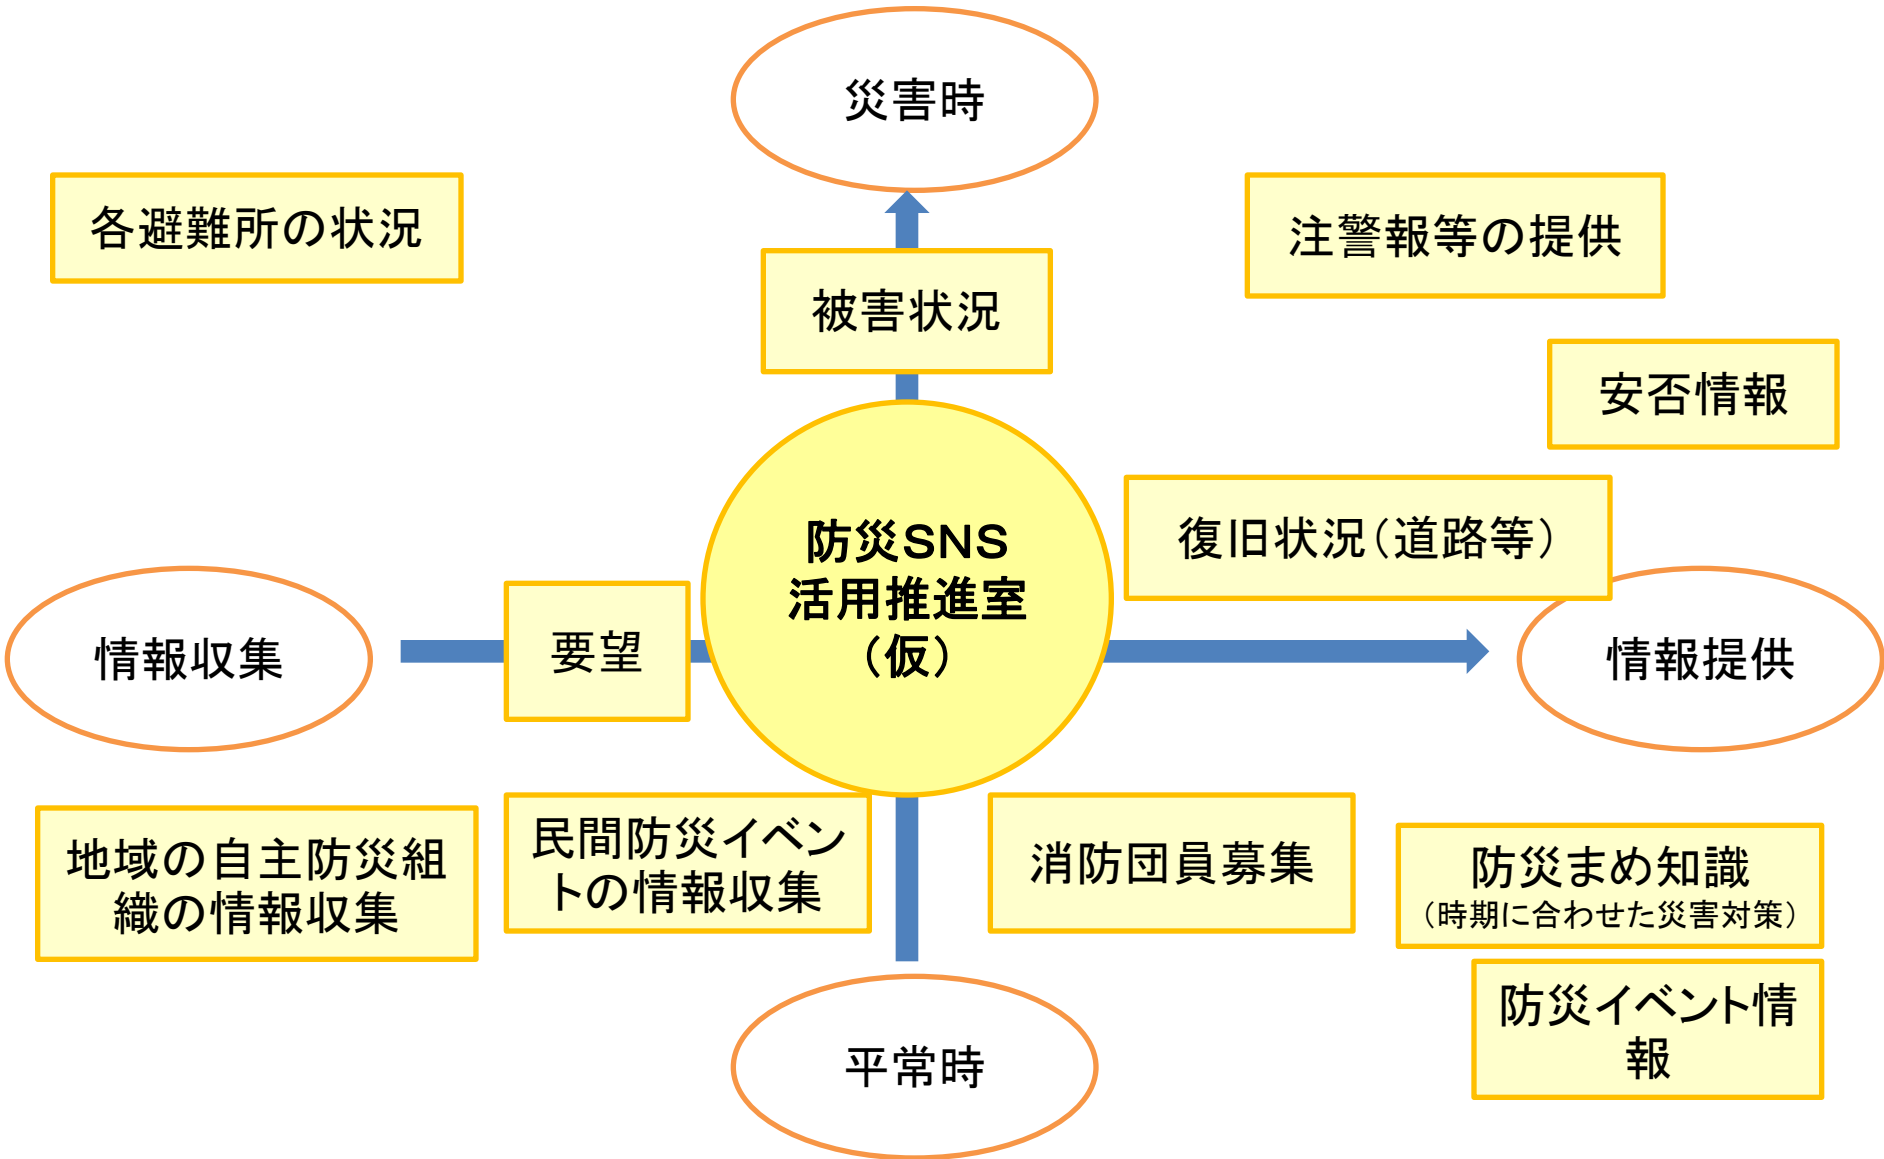 災害時
各避難所の状況
注警報等の提供
被害状況
安否情報
防災SNS
活用推進室
（仮）
復旧状況（道路等）
情報収集
要望
情報提供
地域の自主防災組
織の情報収集
民間防災イベン
トの情報収集
消防団員募集
防災まめ知識
（時期に合わせた災害対策）
防災イベント情
報
平常時